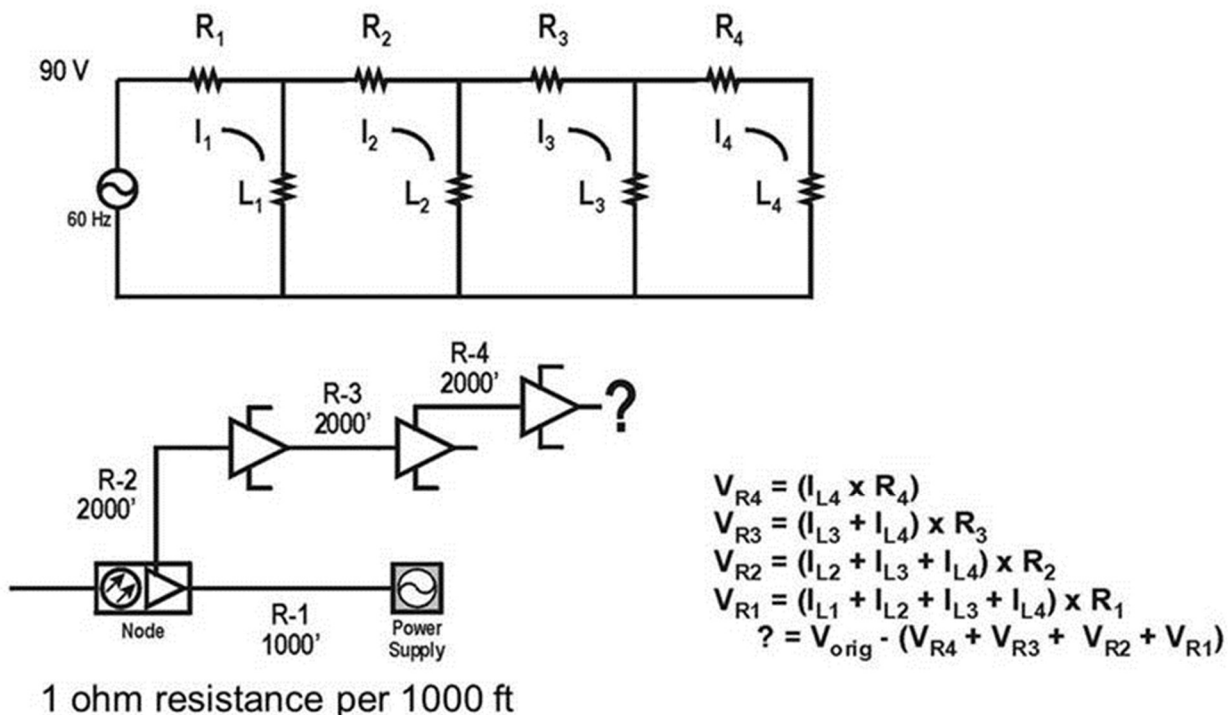 R1 R2 R3 R4
90 V
I1 I2 I3 I4
L1 L2 L3 L4
60 Hz
R-4
2000'
R-3
2000'
?
R-2
2000'
Node
R-1
1000'
Power
Supply
1 ohm resistance per 1000 ft
VR4 = (IL4 x R4)
VR3 = (IL3 + IL4) x R3
VR2 = (IL2 + IL3 + IL4) x R2
VR1 = (IL1 + IL2 + IL3 + IL4) x R1
? = Vorig - (VR4 + VR3 + VR2 + VR1)